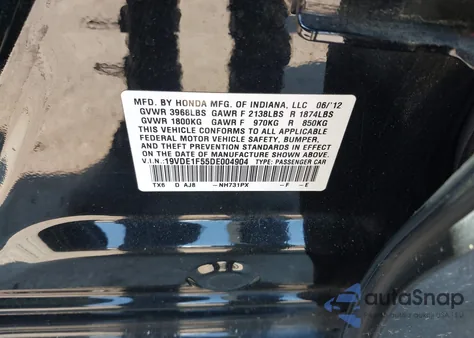 MFD. BY HONDA MFG. OF INDIANA, LLC 06/'12
GVWR 3968LBS GAWR F 2138LBS R 1874LBS
GVWR 1800KG GAWR F 970KG R 850KG
THIS VEHICLE CONFORMS TO ALL APPLICABLE
FEDERAL MOTOR VEHICLE SAFETY, BUMPER,
AND THEFT PREVENTION STANDARDS IN EFFECT
ON THE DATE OF MANUFACTURE SHOWN ABOVE.
V.I.N.:19VDE1F55DE004904 TYPE: PASSENGER CAR
TX6 D AJ8 -NH731PX -F -E
autoSnap